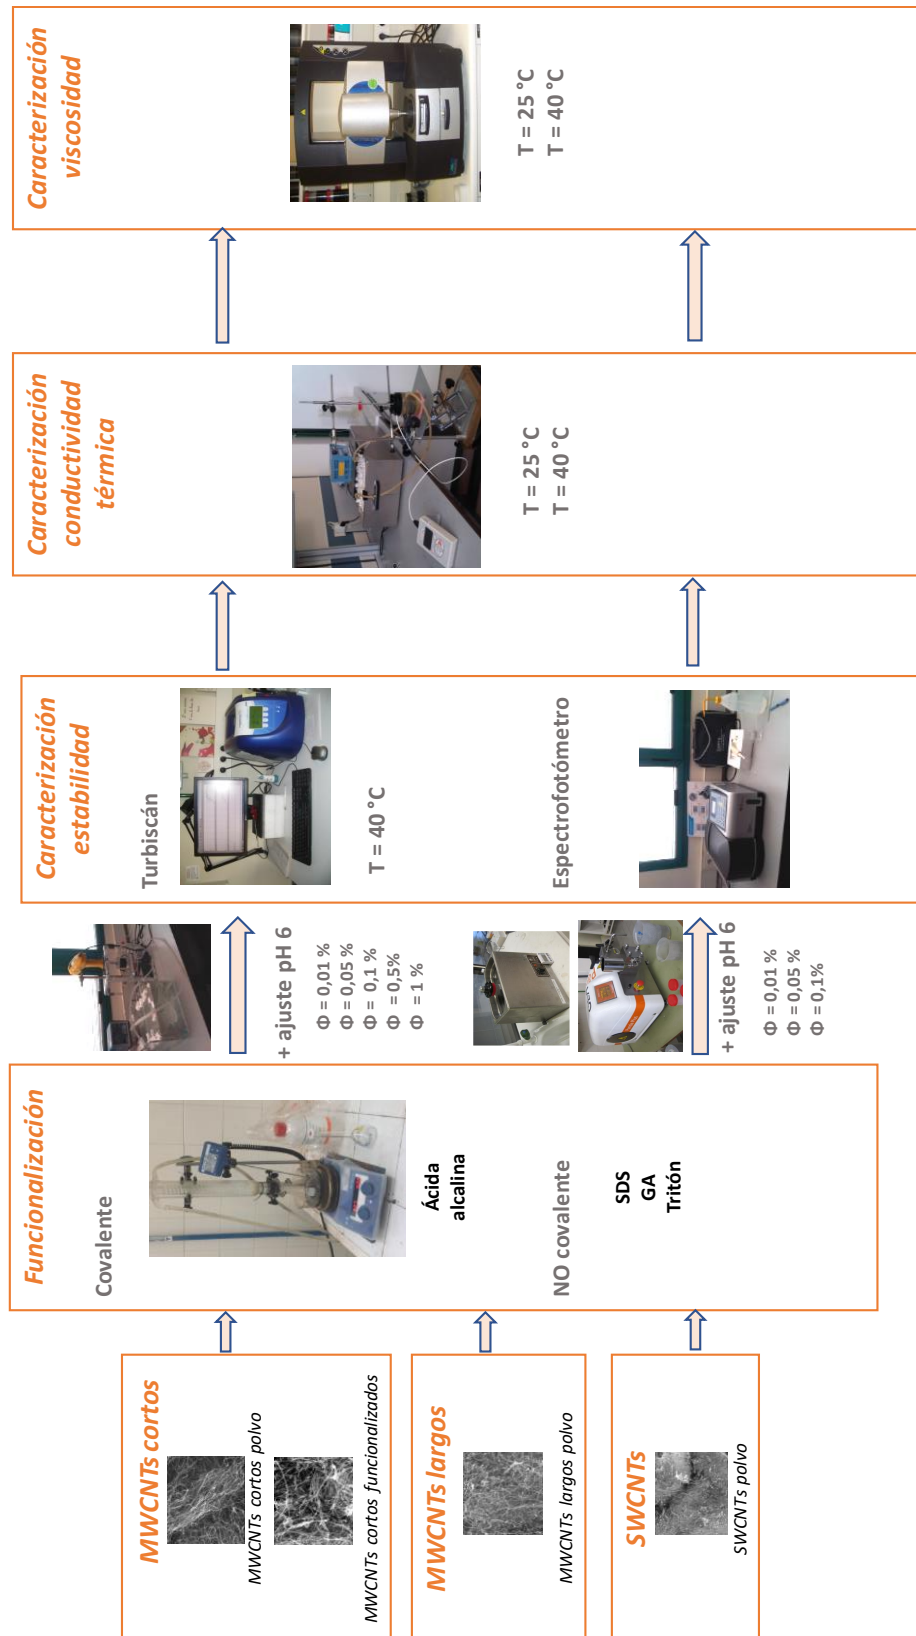 MWCNTs cortos
MWCNTs cortos polvo
MWCNTs cortos funcionalizados
MWCNTs largos
MWCNTs largos polvo
SWCNTs
SWCNTs polvo
Funcionalización
Covalente
Ácida
alcalina
NO covalente
SDS
GA
Tritón
+ ajuste pH 6
Φ = 0,01 %
Φ = 0,05 %
Φ = 0,1 %
Φ = 0,5%
Φ = 1 %
+ ajuste pH 6
Φ = 0,01 %
Φ = 0,05 %
Φ = 0,1%
Caracterización
estabilidad
Turbiscán
T = 40 °C
Espectrofotómetro
Caracterización
conductividad
térmica
T = 25 °C
T = 40 °C
Caracterización
viscosidad
T = 25 °C
T = 40 °C